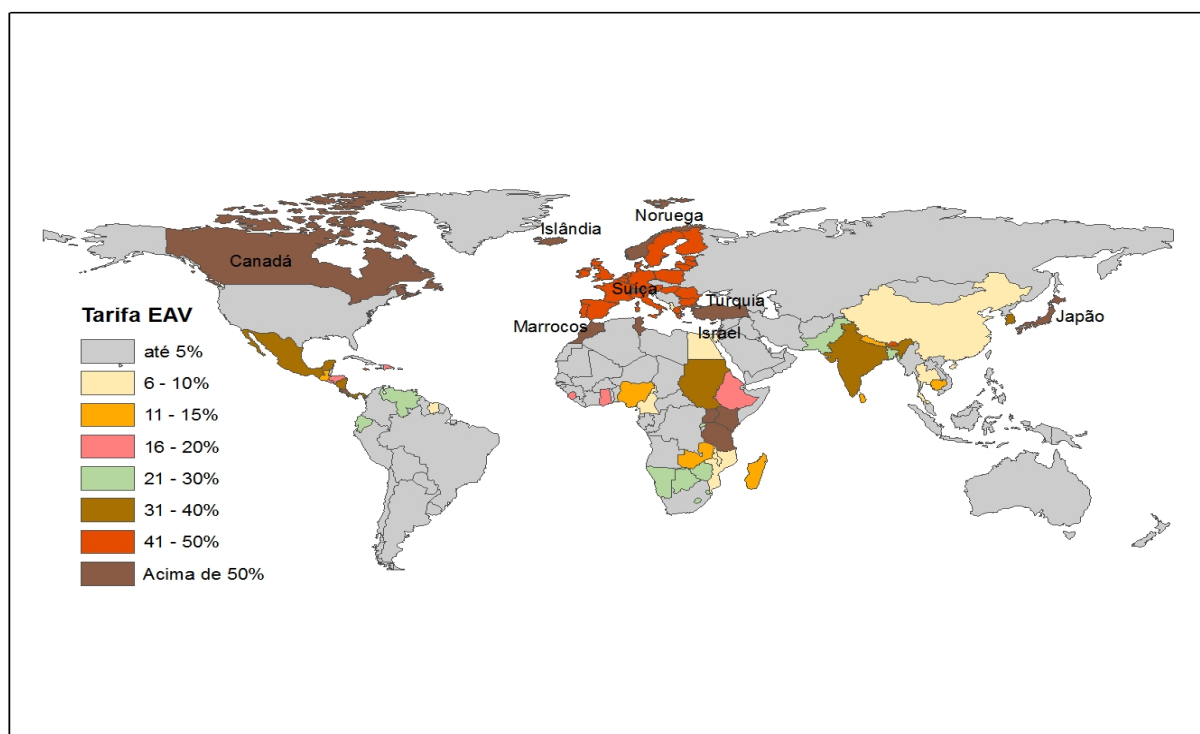 Noruega
Islândia
Canadá
Suíça
Turquia
Marrocos
Israel
Japão
Tarifa EAV
até 5%
6 - 10%
11 - 15%
16 - 20%
21 - 30%
31 - 40%
41 - 50%
Acima de 50%